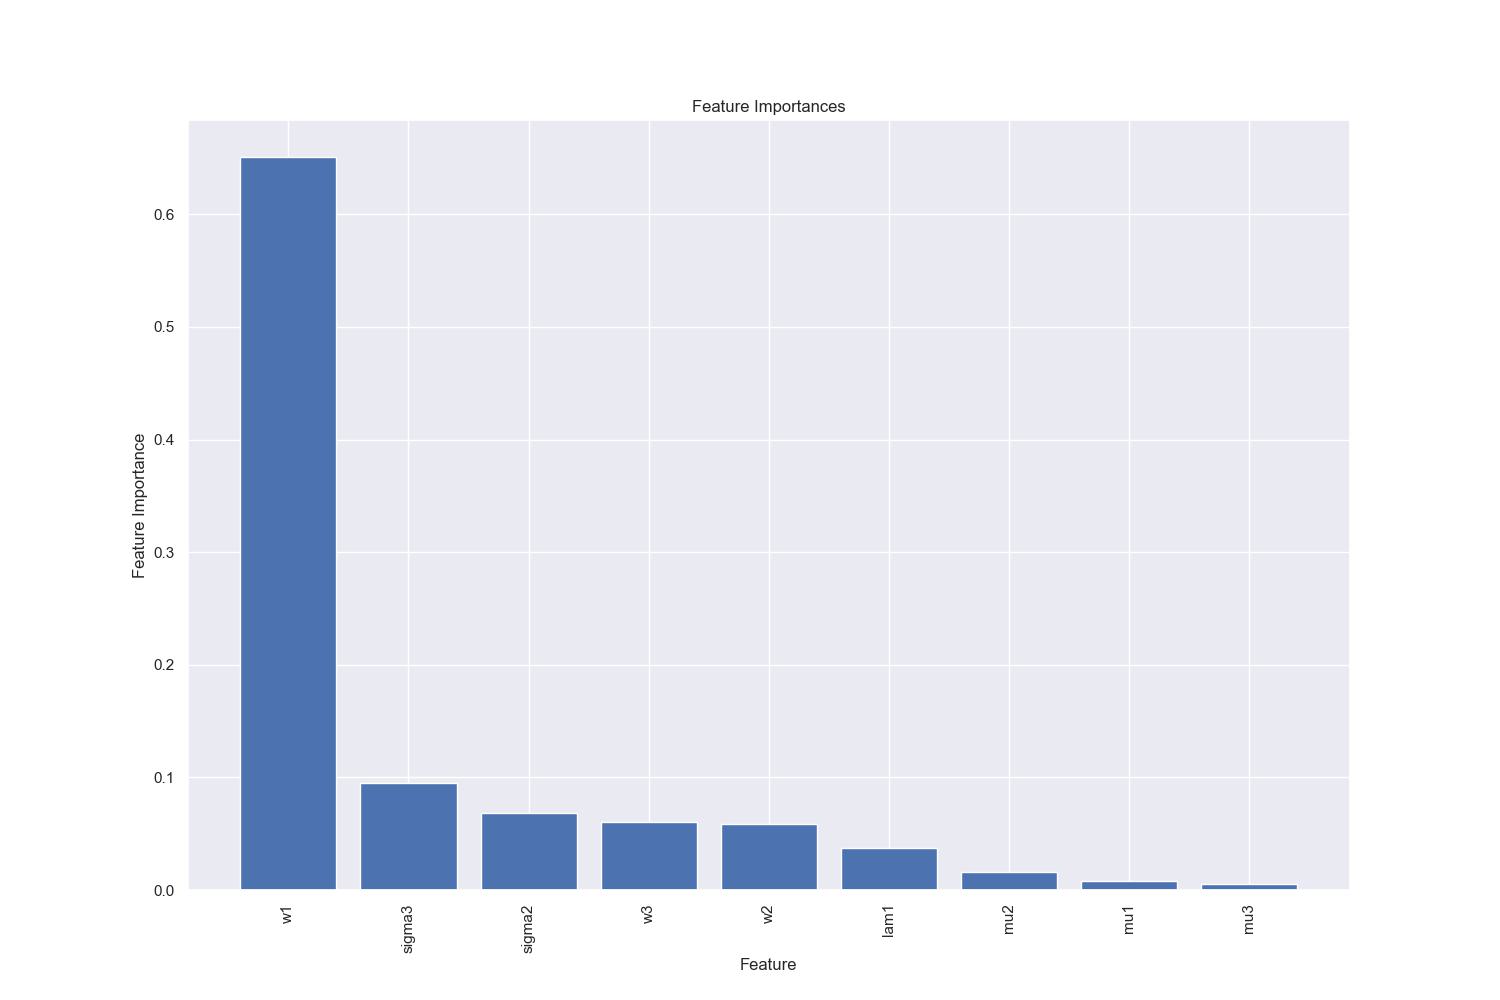 Feature Importances
Feature Importance
0.6
0.5
0.4
0.3
0.2
0.1
0.0
w1
sigma3
sigma2
w3
w2
lam1
mu2
mu1
mu3
Feature